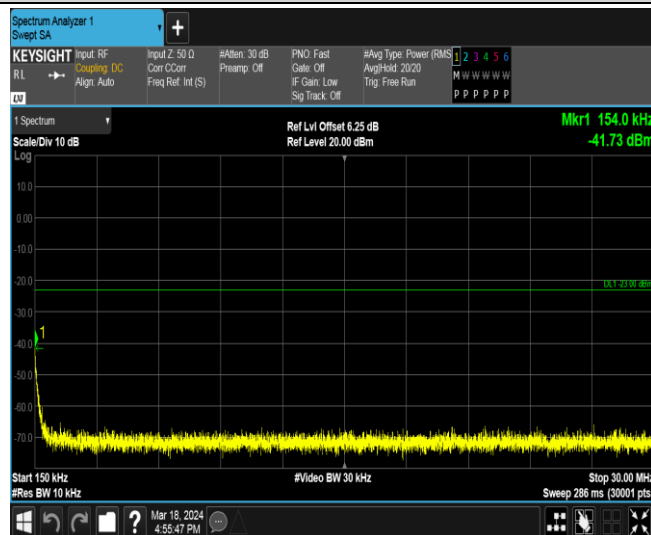 Spectrum Analyzer 1
Swept SA
+
KEYSIGHT
RL
LXI
Input: RF
Coupling: DC
Align: Auto
Input Z: 50 Ω
Corr CCorr
Freq Ref: Int (S)
#Atten: 30 dB
Preamp: Off
PNO: Fast
Gate: Off
IF Gain: Low
Sig Track: Off
#Avg Type: Power (RMS
Avg|Hold: 20/20
Trig: Free Run
1 2 3 4 5 6
M W W W W W
P P P P P P
1 Spectrum
Scale/Div 10 dB
Ref Lvl Offset 6.25 dB
Ref Level 20.00 dBm
Mkr1 154.0 kHz
-41.73 dBm
Log
10.0
0.00
-10.0
-20.0
DL1 -23.00 dBm
-30.0
1
-40.0
-50.0
-60.0
-70.0
Start 150 kHz
#Video BW 30 kHz
Stop 30.00 MHz
#Res BW 10 kHz
Sweep 286 ms (30001 pts)
?
Mar 18, 2024
4:55:47 PM